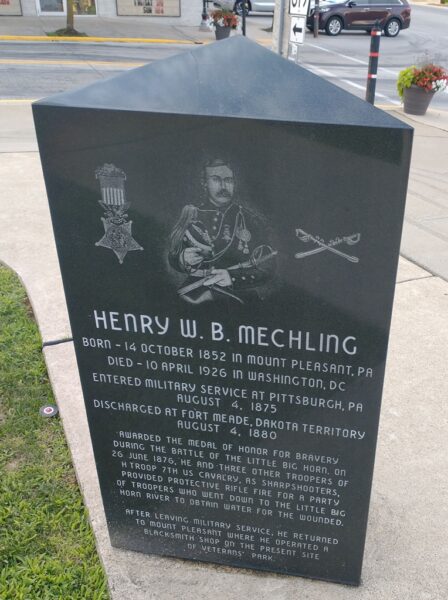 HENRY W. B. MECHLING
BORN - 14 OCTOBER 1852 IN MOUNT PLEASANT, PA
DIED - 10 APRIL 1926 IN WASHINGTON, DC
ENTERED MILITARY SERVICE AT PITTSBURGH, PA
AUGUST 4, 1875
DISCHARGED AT FORT MEADE, DAKOTA TERRITORY
AUGUST 4, 1880
AWARDED THE MEDAL OF HONOR FOR BRAVERY
DURING THE BATTLE OF THE LITTLE BIG HORN. ON
26 JUNE 1876, HE AND THREE OTHER TROOPERS OF
H TROOP 7TH US CAVALRY, AS SHARPSHOOTERS,
PROVIDED PROTECTIVE RIFLE FIRE FOR A PARTY
OF TROOPERS WHO WENT DOWN TO THE LITTLE BIG
HORN RIVER TO OBTAIN WATER FOR THE WOUNDED.
AFTER LEAVING MILITARY SERVICE, HE RETURNED
TO MOUNT PLEASANT WHERE HE OPERATED A
BLACKSMITH SHOP ON THE PRESENT SITE
OF VETERANS' PARK.